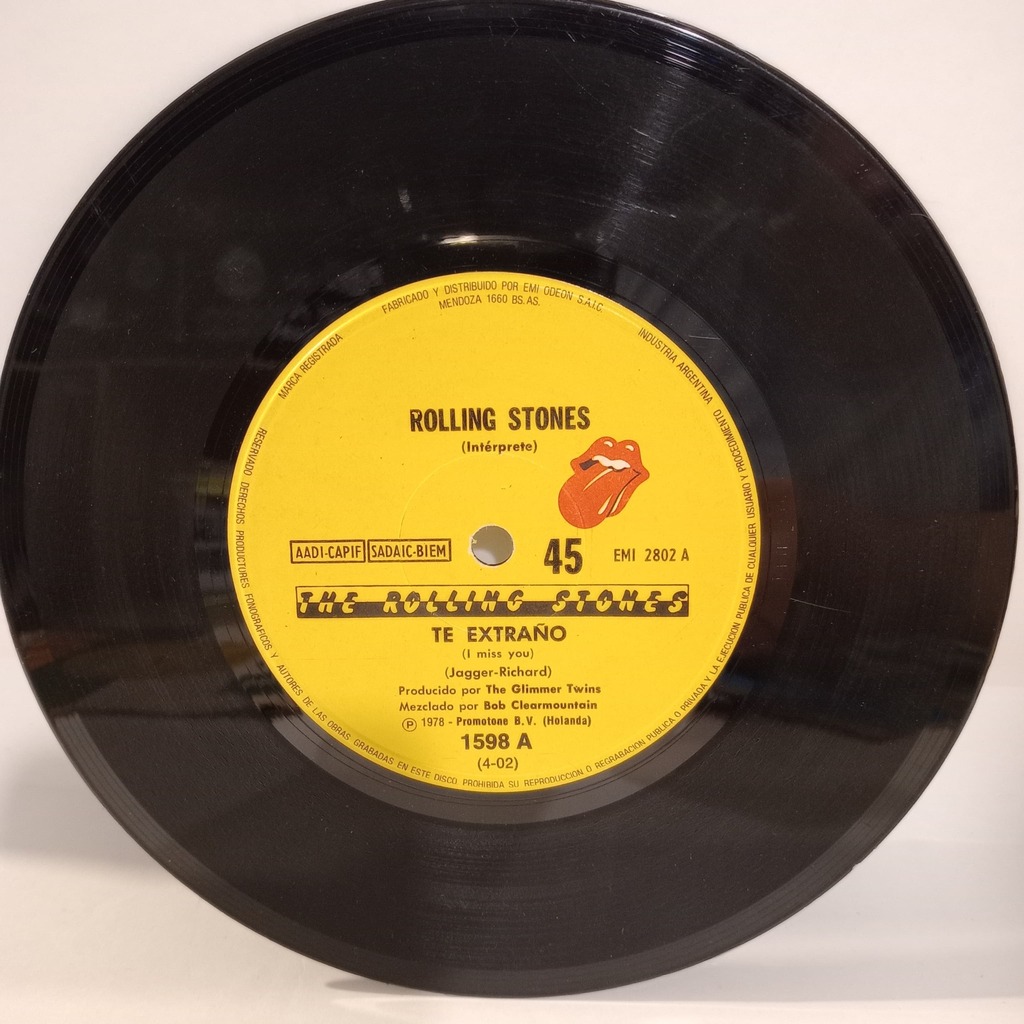 FABRICADO Y DISTRIBUIDO POR EMI ODEON S.A.I.C.
MENDOZA 1660 BS.AS.
MARCA REGISTRADA
INDUSTRIA ARGENTINA
ROLLING STONES
(Intérprete)
AADI-CAPIF SADAIC-BIEM
45
EMI 2802 A
THE ROLLING STONES
TE EXTRAÑO
(I miss you)
(Jagger-Richard)
Producido por The Glimmer Twins
Mezclado por Bob Clearmountain
℗ 1978 - Promotone B.V. (Holanda)
1598 A
(4-02)
RESERVADO DERECHOS PRODUCTORES FONOGRAFICOS Y AUTORES DE LAS OBRAS GRABADAS EN ESTE DISCO PROHIBIDA SU REPRODUCCION O REGRABACION PUBLICA O PRIVADA Y LA EJECUCION PUBLICA DE CUALQUIER USUARIO Y PROCEDIMIENTO